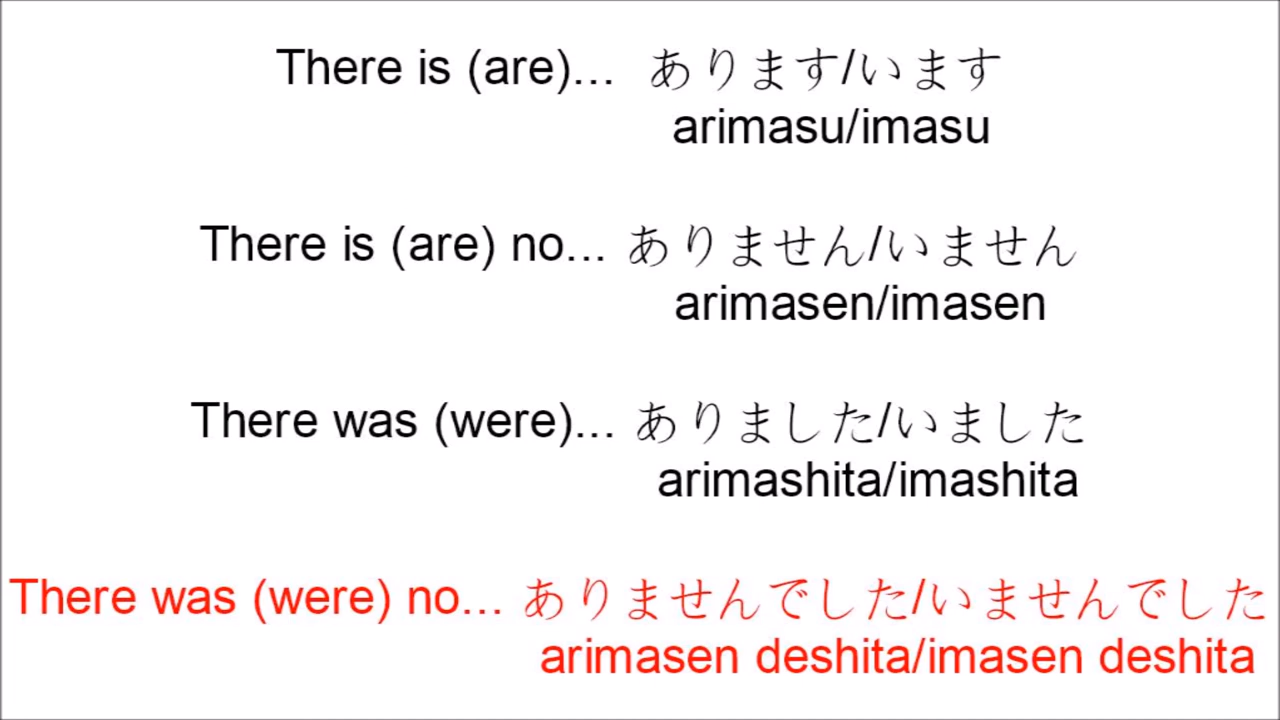 There is (are)... あります/います
arimasu/imasu
There is (are) no... ありません/いません
arimasen/imasen
There was (were)... ありました/いました
arimashita/imashita
There was (were) no... ありませんでした/いませんでした
arimasen deshita/imasen deshita